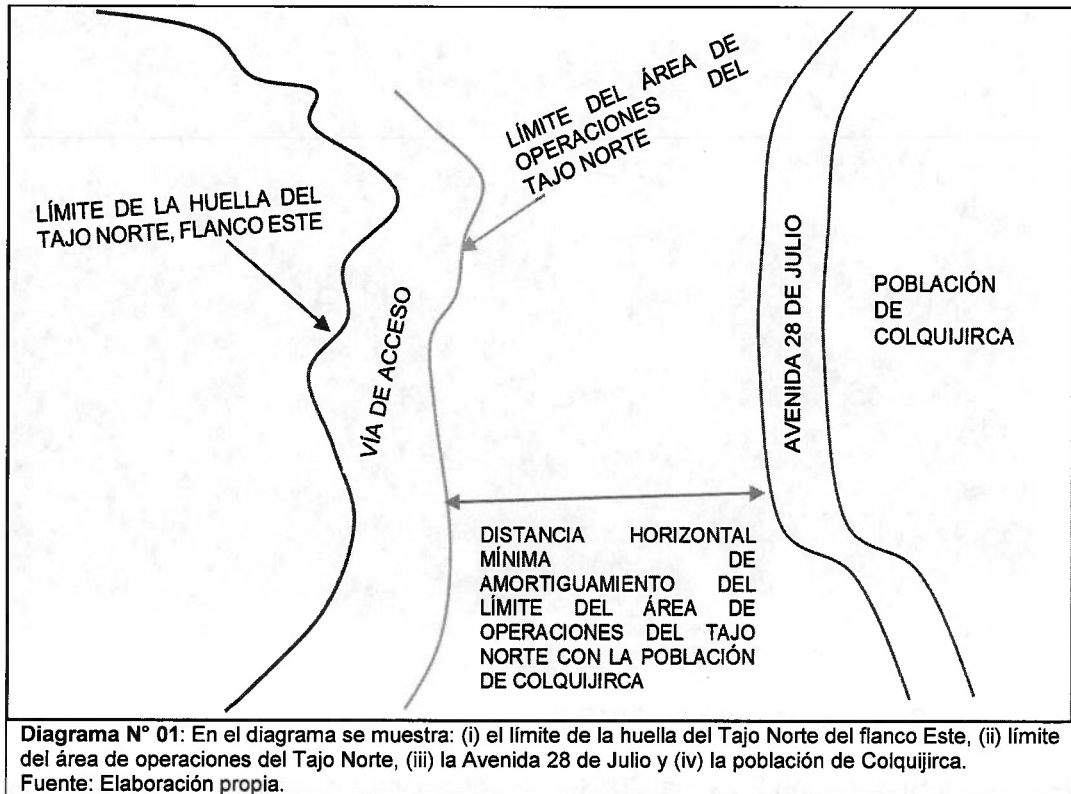 LÍMITE DEL ÁREA DE
OPERACIONES DEL
TAJO NORTE
LÍMITE DE LA HUELLA DEL
TAJO NORTE, FLANCO ESTE
VÍA DE ACCESO
AVENIDA 28 DE JULIO
POBLACIÓN
DE
COLQUIJIRCA
DISTANCIA HORIZONTAL
MÍNIMA DE
AMORTIGUAMIENTO DEL
LÍMITE DEL ÁREA DE
OPERACIONES DEL TAJO
NORTE CON LA POBLACIÓN
DE COLQUIJIRCA
Diagrama N° 01: En el diagrama se muestra: (i) el límite de la huella del Tajo Norte del flanco Este, (ii) límite
del área de operaciones del Tajo Norte, (iii) la Avenida 28 de Julio y (iv) la población de Colquijirca.
Fuente: Elaboración propia.